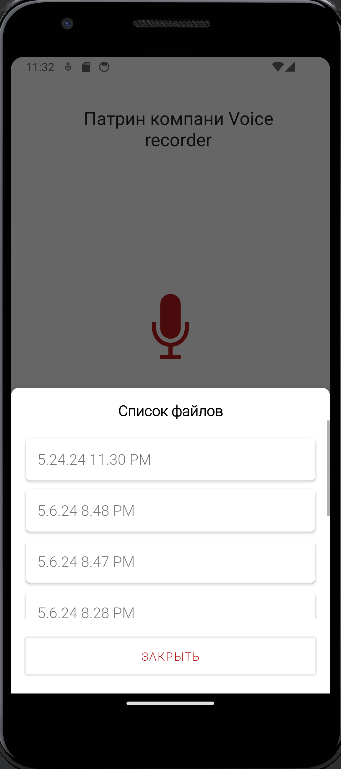 11:32
Патрин компани Voice
recorder
Список файлов
5.24.24 11.30 PM
5.6.24 8.48 PM
5.6.24 8.47 PM
5.6.24 8.28 PM
ЗАКРЫТЬ